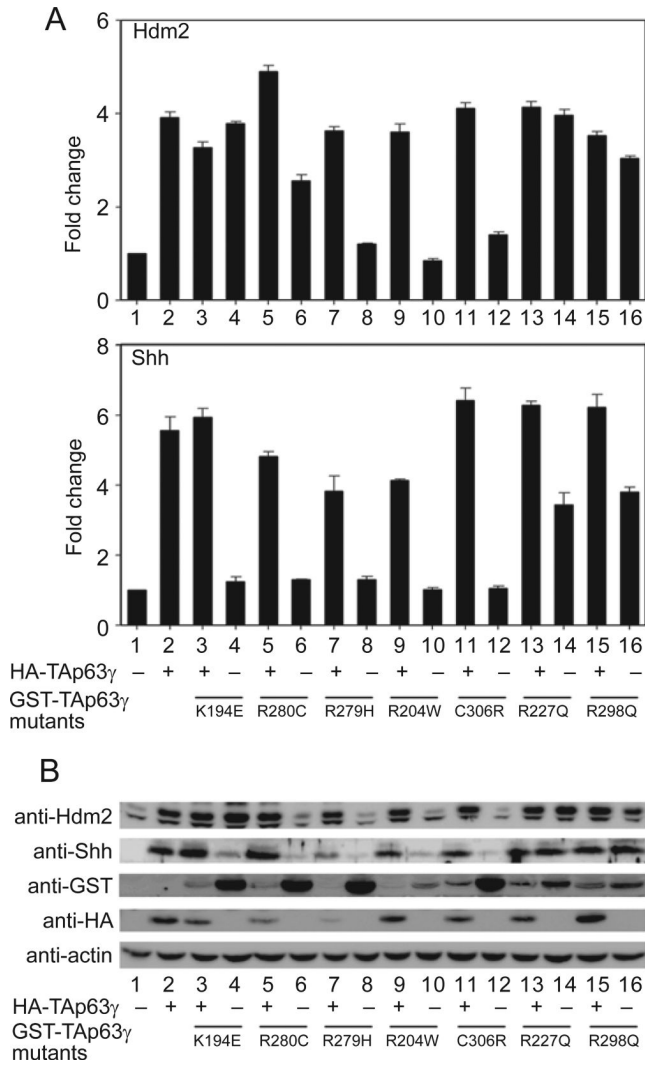 A
Hdm2
6
4
2
0
Fold change
1 2 3 4 5 6 7 8 9 10 11 12 13 14 15 16
Shh
8
6
4
2
0
Fold change
1 2 3 4 5 6 7 8 9 10 11 12 13 14 15 16
HA-TAp63γ − + + − + − + − + − + − + − + −
GST-TAp63γ
mutants
K194E R280C R279H R204W C306R R227Q R298Q
B
anti-Hdm2
anti-Shh
anti-GST
anti-HA
anti-actin
1 2 3 4 5 6 7 8 9 10 11 12 13 14 15 16
HA-TAp63γ − + + − + − + − + − + − + − + −
GST-TAp63γ
mutants
K194E R280C R279H R204W C306R R227Q R298Q